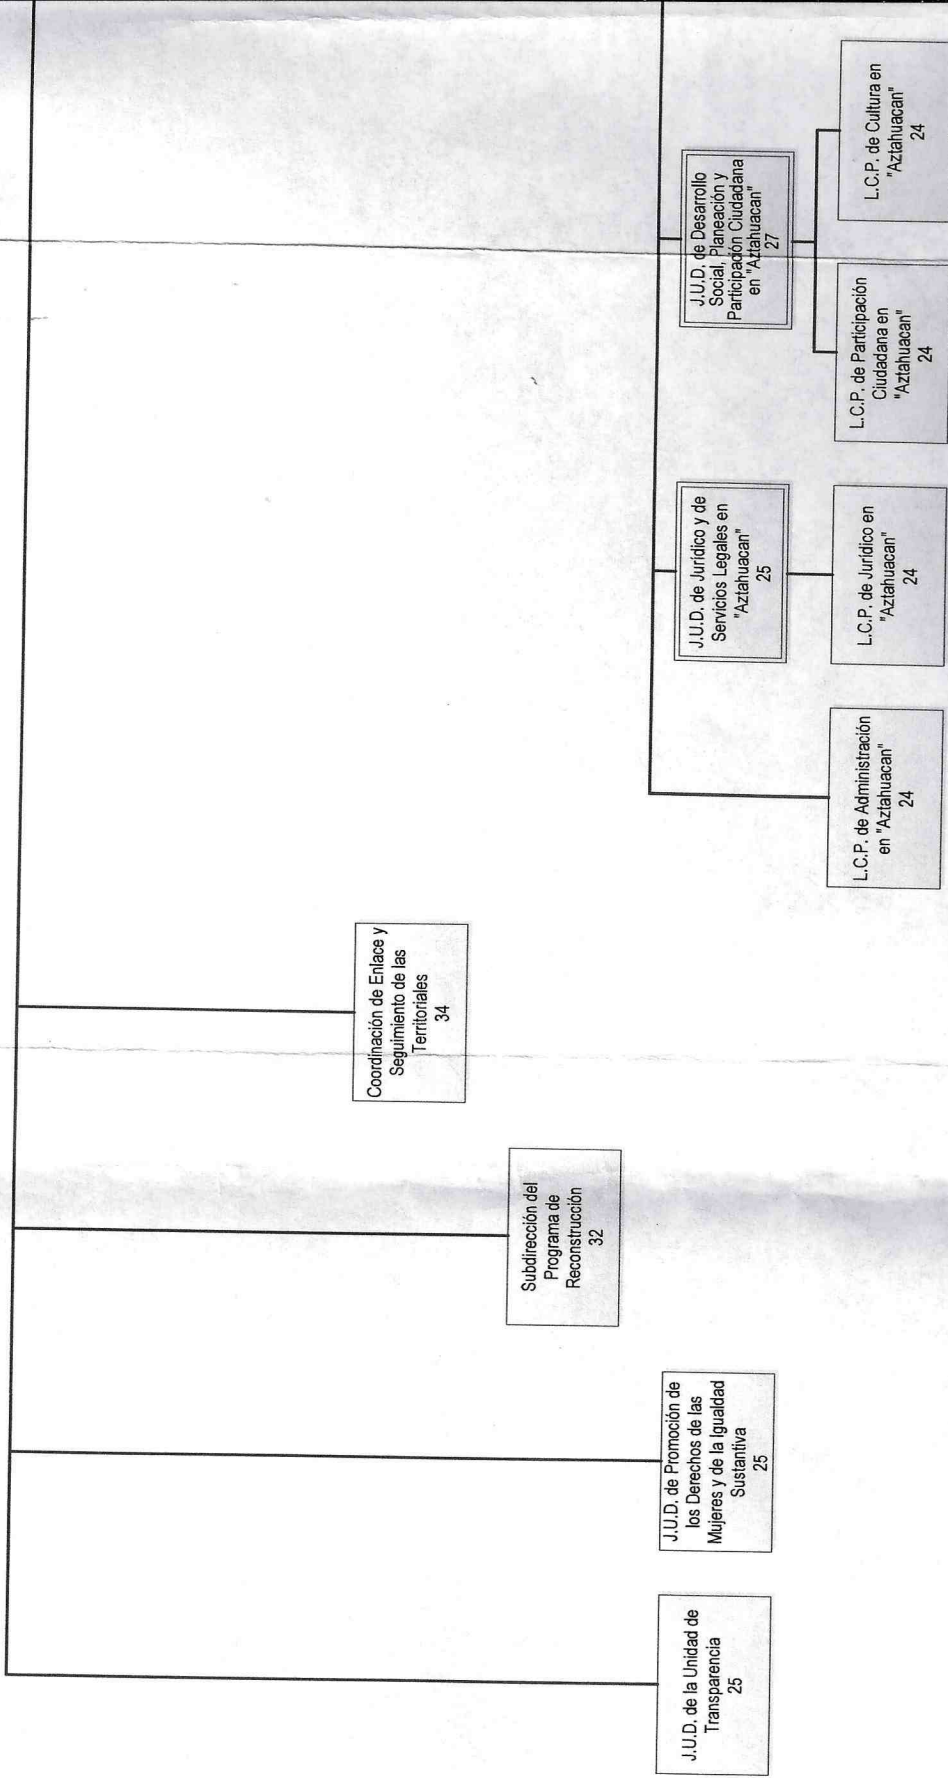 J.U.D. de la Unidad de
Transparencia
25
J.U.D. de Promoción de
los Derechos de las
Mujeres y de la Igualdad
Sustantiva
25
Subdirección del
Programa de
Reconstrucción
32
Coordinación de Enlace y
Seguimiento de las
Territoriales
34
L.C.P. de Administración
en "Aztahuacan"
24
J.U.D. de Jurídico y de
Servicios Legales en
"Aztahuacan"
25
L.C.P. de Jurídico en
"Aztahuacan"
24
J.U.D. de Desarrollo
Social, Planeación y
Participación Ciudadana
en "Aztahuacan"
27
L.C.P. de Participación
Ciudadana en
"Aztahuacan"
24
L.C.P. de Cultura en
"Aztahuacan"
24